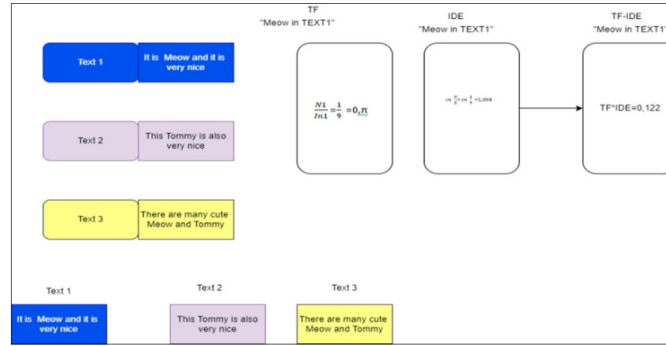 TF
"Meow in TEXT1"
IDE
"Meow in TEXT1"
TF-IDE
"Meow in TEXT1"
Text 1
It is Meow and it is
very nice
N1
In1
=
1
9
=0,π
TF*IDE=0,122
Text 2
This Tommy is also
very nice
Text 3
There are many cute
Meow and Tommy
Text 1
Text 2
Text 3
It is Meow and it is
very nice
This Tommy is also
very nice
There are many cute
Meow and Tommy